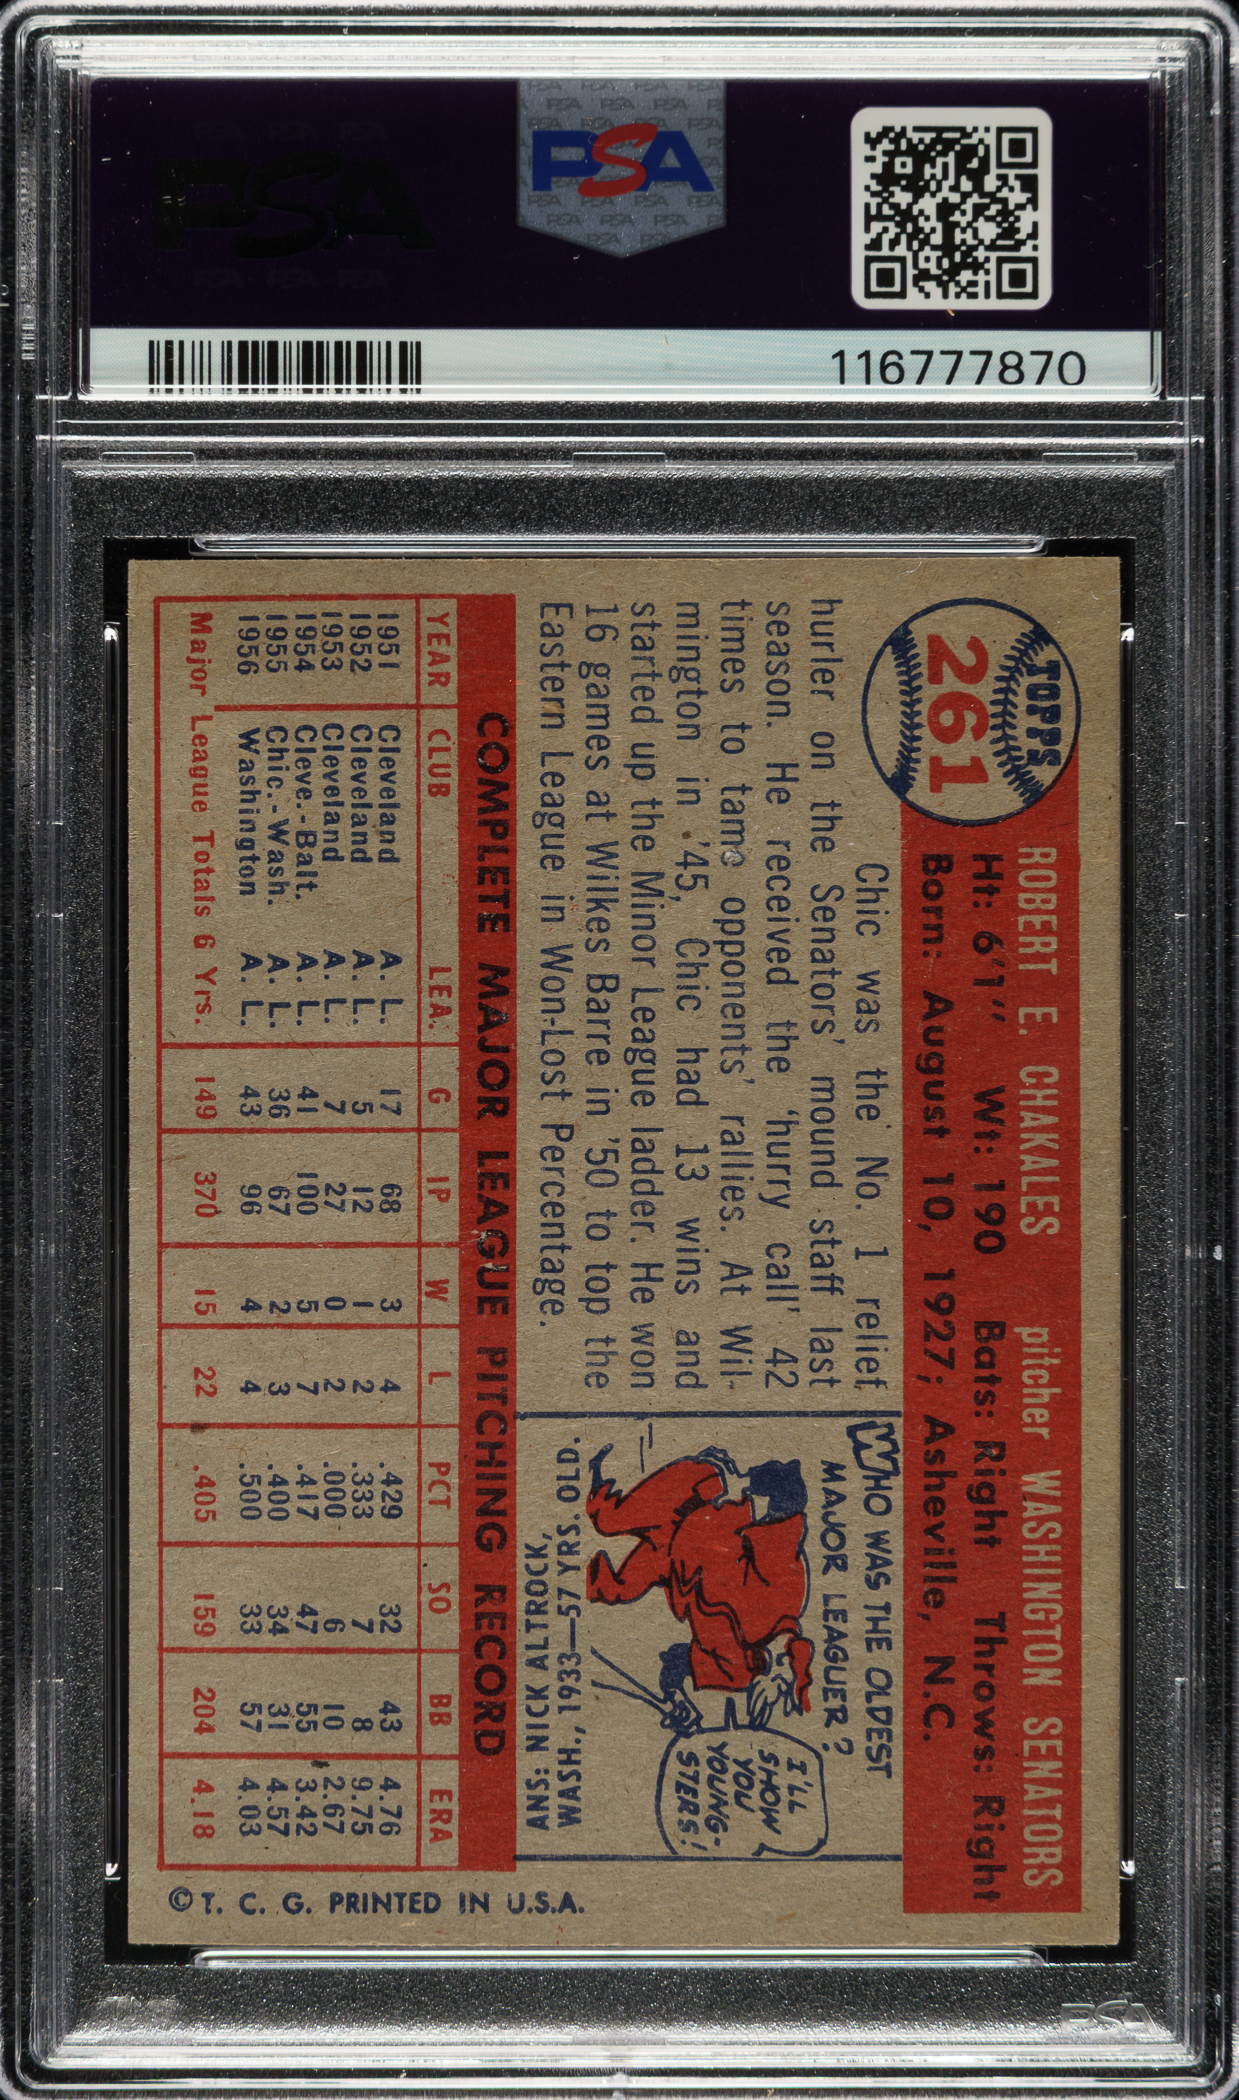 PSA
PSA
116777870
TOPPS
261
ROBERT E. CHAKALES pitcher WASHINGTON SENATORS
Ht: 6'1" Wt: 190 Bats: Right Throws: Right
Born: August 10, 1927; Asheville, N.C.
Chic was the No. 1 relief
hurler on the Senators' mound staff last
season. He received the 'hurry call' 42
times to tame opponents' rallies. At Wil-
mington in '45, Chic had 13 wins and
started up the Minor League ladder. He won
16 games at Wilkes Barre in '50 to top the
Eastern League in Won-Lost Percentage.
WHO WAS THE OLDEST
MAJOR LEAGUER?
I'LL
SHOW
YOU
YOUNG-
STERS!
ANS: NICK ALTROCK,
WASH., 1933—57 YRS. OLD.
COMPLETE MAJOR LEAGUE PITCHING RECORD
YEAR CLUB LEA. G IP W L PCT SO BB ERA
1951 Cleveland A. L. 17 68 3 4 .429 32 43 4.76
1952 Cleveland A. L. 5 12 1 2 .333 7 8 9.75
1953 Cleveland A. L. 7 27 0 2 .000 6 10 2.67
1954 Cleve.-Balt. A. L. 41 100 5 7 .417 47 55 3.42
1955 Chic.-Wash. A. L. 36 67 2 3 .400 34 31 4.57
1956 Washington A. L. 43 96 4 4 .500 33 57 4.03
Major League Totals 6 Yrs. 149 370 15 22 .405 159 204 4.18
© T. C. G. PRINTED IN U.S.A.
PSA